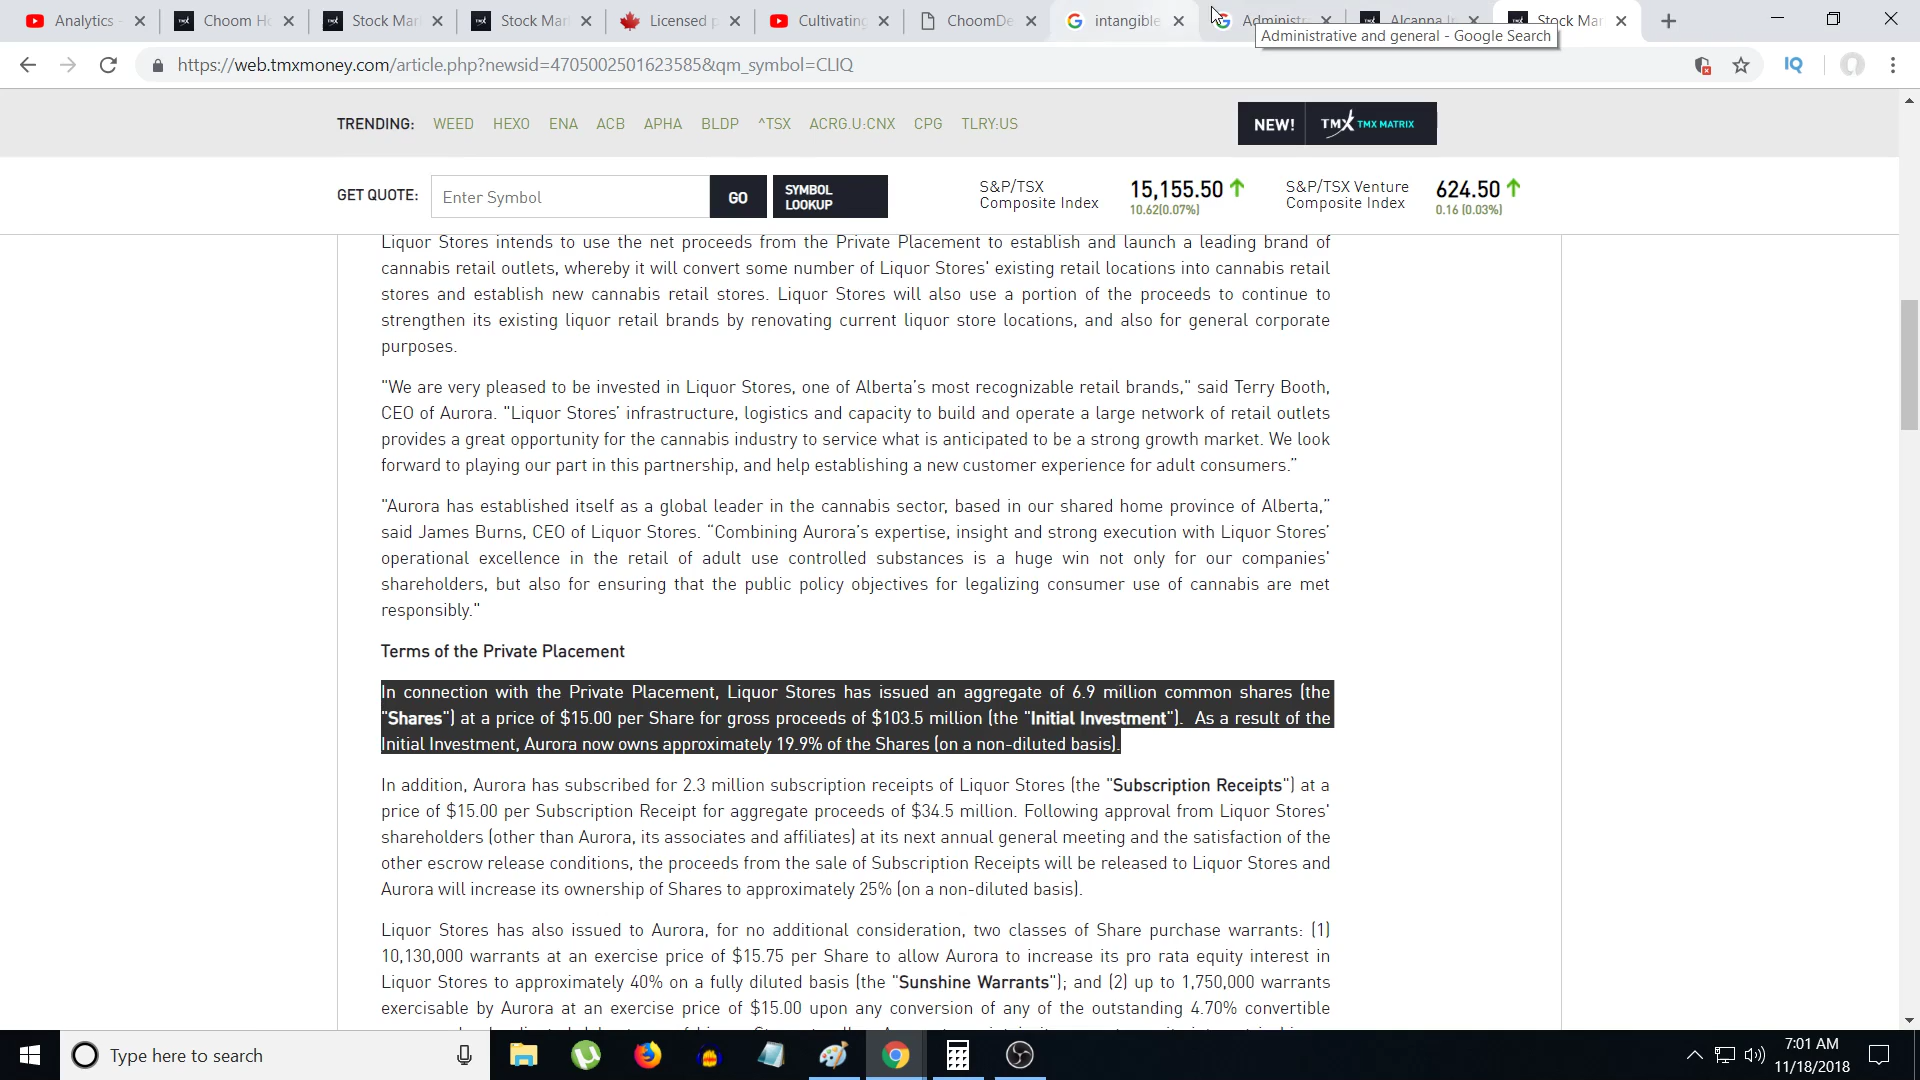 Analytics -
Choom H
Stock Mar
Stock Mar
Licensed p
Cultivating
ChoomDe
intangible
Administra
Alcanna In
Stock Mar
Administrative and general - Google Search
https://web.tmxmoney.com/article.php?newsid=4705002501623585&qm_symbol=CLIQ
IQ
TRENDING: WEED HEXO ENA ACB APHA BLDP ^TSX ACRG.U:CNX CPG TLRY:US
NEW! TMX TMX MATRIX
GET QUOTE: Enter Symbol GO SYMBOL LOOKUP
S&P/TSX Composite Index 15,155.50 10.62(0.07%)
S&P/TSX Venture Composite Index 624.50 0.16 (0.03%)
Liquor Stores intends to use the net proceeds from the Private Placement to establish and launch a leading brand of
cannabis retail outlets, whereby it will convert some number of Liquor Stores' existing retail locations into cannabis retail
stores and establish new cannabis retail stores. Liquor Stores will also use a portion of the proceeds to continue to
strengthen its existing liquor retail brands by renovating current liquor store locations, and also for general corporate
purposes.
"We are very pleased to be invested in Liquor Stores, one of Alberta's most recognizable retail brands," said Terry Booth,
CEO of Aurora. "Liquor Stores' infrastructure, logistics and capacity to build and operate a large network of retail outlets
provides a great opportunity for the cannabis industry to service what is anticipated to be a strong growth market. We look
forward to playing our part in this partnership, and help establishing a new customer experience for adult consumers."
"Aurora has established itself as a global leader in the cannabis sector, based in our shared home province of Alberta,"
said James Burns, CEO of Liquor Stores. "Combining Aurora's expertise, insight and strong execution with Liquor Stores'
operational excellence in the retail of adult use controlled substances is a huge win not only for our companies'
shareholders, but also for ensuring that the public policy objectives for legalizing consumer use of cannabis are met
responsibly."
Terms of the Private Placement
In connection with the Private Placement, Liquor Stores has issued an aggregate of 6.9 million common shares (the
"Shares") at a price of $15.00 per Share for gross proceeds of $103.5 million (the "Initial Investment"). As a result of the
Initial Investment, Aurora now owns approximately 19.9% of the Shares (on a non-diluted basis).
In addition, Aurora has subscribed for 2.3 million subscription receipts of Liquor Stores (the "Subscription Receipts") at a
price of $15.00 per Subscription Receipt for aggregate proceeds of $34.5 million. Following approval from Liquor Stores'
shareholders (other than Aurora, its associates and affiliates) at its next annual general meeting and the satisfaction of the
other escrow release conditions, the proceeds from the sale of Subscription Receipts will be released to Liquor Stores and
Aurora will increase its ownership of Shares to approximately 25% (on a non-diluted basis).
Liquor Stores has also issued to Aurora, for no additional consideration, two classes of Share purchase warrants: (1)
10,130,000 warrants at an exercise price of $15.75 per Share to allow Aurora to increase its pro rata equity interest in
Liquor Stores to approximately 40% on a fully diluted basis (the "Sunshine Warrants"); and (2) up to 1,750,000 warrants
exercisable by Aurora at an exercise price of $15.00 upon any conversion of any of the outstanding 4.70% convertible
Type here to search
7:01 AM
11/18/2018